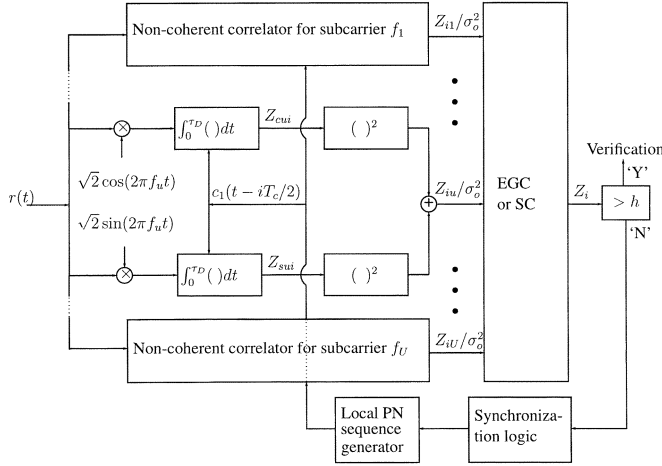 Non-coherent correlator for subcarrier f_1
Z_{i1}/σ_o^2
∫_0^{τ_D}( )dt
Z_{cui}
( )^2
√2 cos(2πf_u t)
c_1(t − iT_c/2)
r(t)
√2 sin(2πf_u t)
Z_{iu}/σ_o^2
EGC
or SC
Z_i
Verification
'Y'
> h
'N'
∫_0^{τ_D}( )dt
Z_{sui}
( )^2
Non-coherent correlator for subcarrier f_U
Z_{iU}/σ_o^2
Local PN
sequence
generator
Synchroniza-
tion logic